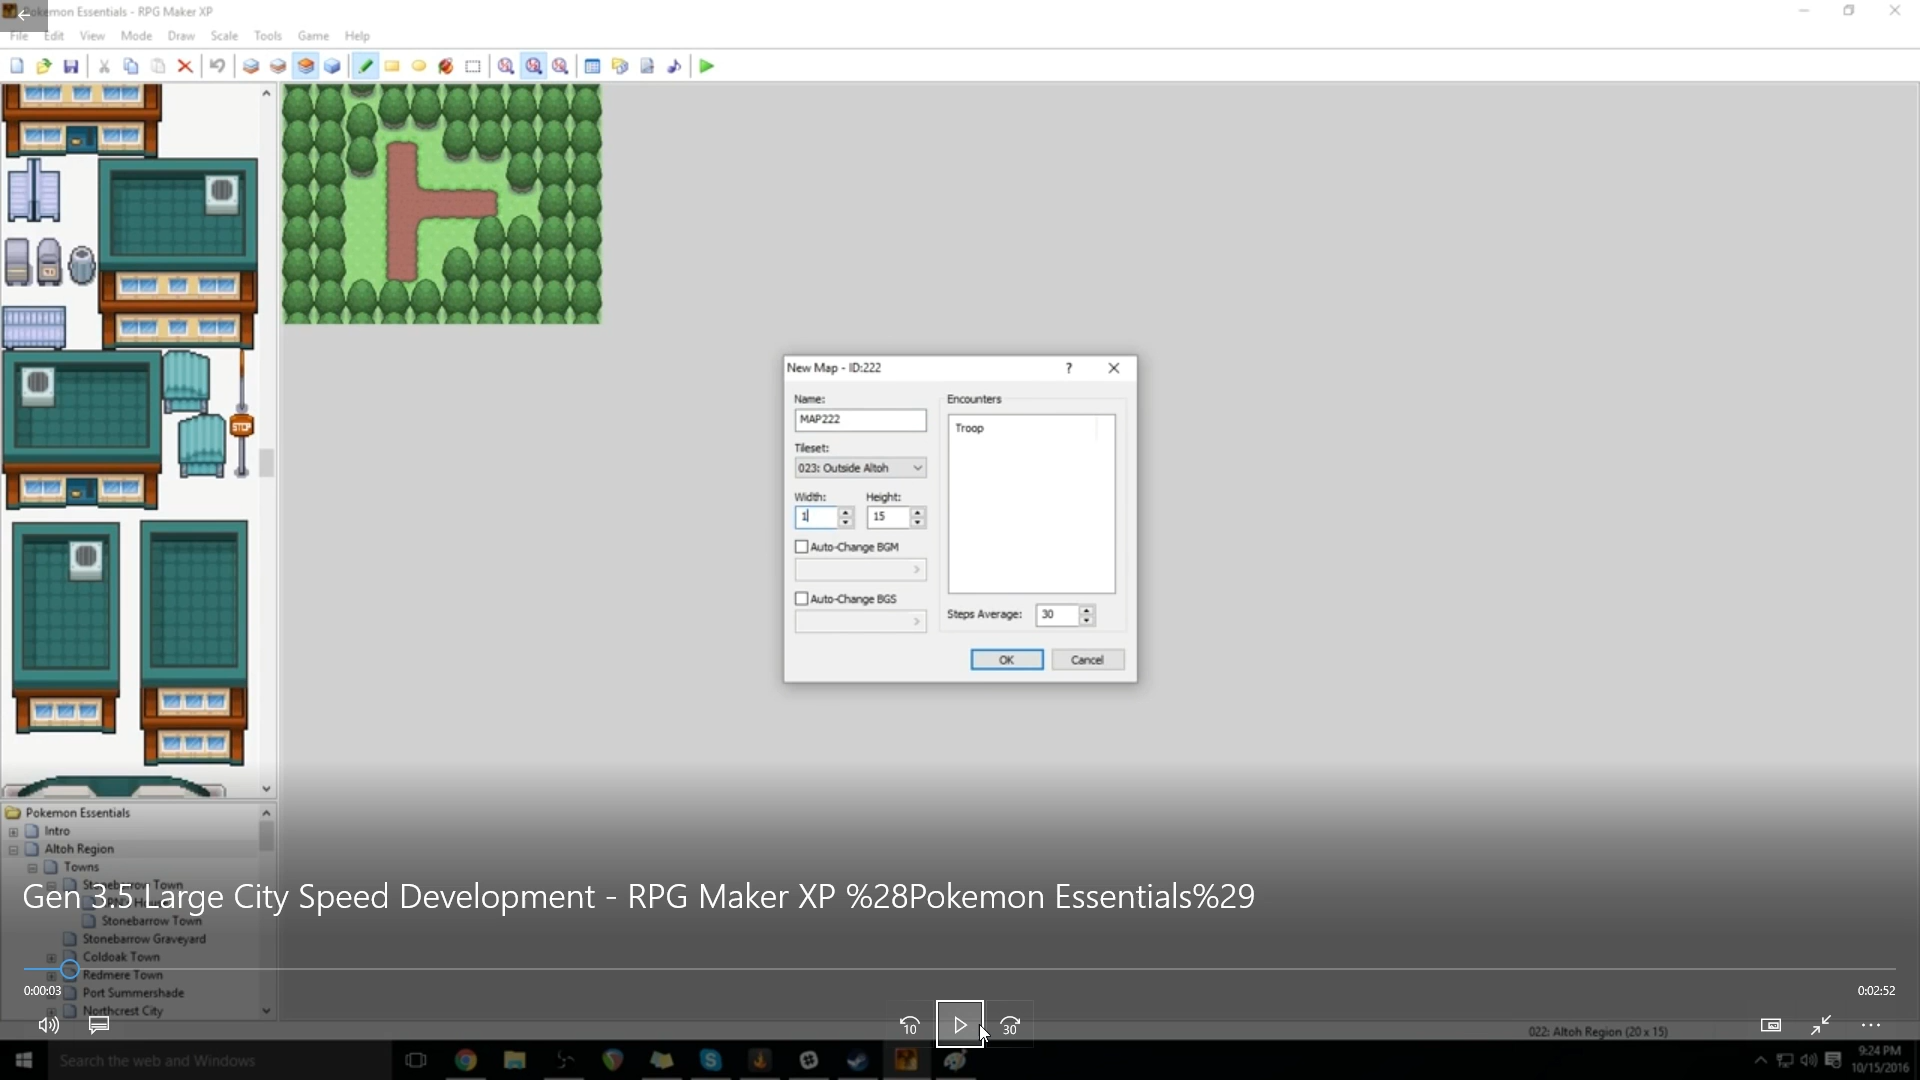 Pokemon Essentials - RPG Maker XP
File Edit View Mode Draw Scale Tools Game Help
STOP
New Map - ID:222
?
Name:
MAP222
Encounters
Troop
Tileset:
023: Outside Altoh
Width:
Height:
1
15
Auto-Change BGM
Auto-Change BGS
Steps Average:
30
OK
Cancel
Pokemon Essentials
Intro
Altoh Region
Towns
Stonebarrow Town
Gen 3.5 Large City Speed Development - RPG Maker XP %28Pokemon Essentials%29
Stonebarrow Town
Stonebarrow Graveyard
Coldoak Town
Redmere Town
Port Summershade
Northcrest City
0:00:03
0:02:52
10
30
022: Altoh Region (20 x 15)
Search the web and Windows
9:24 PM
10/15/2016